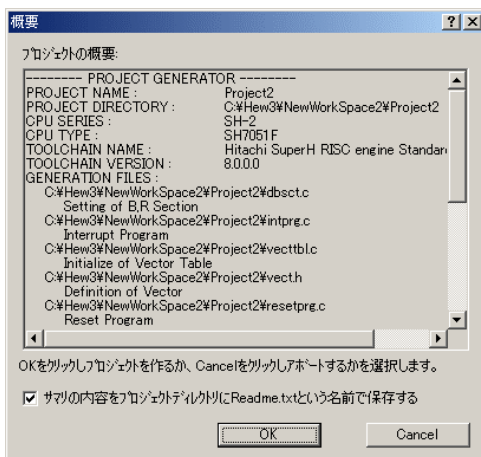 概要
プロジェクトの概要:
-------- PROJECT GENERATOR --------
PROJECT NAME : Project2
PROJECT DIRECTORY : C:¥Hew3¥NewWorkSpace2¥Project2
CPU SERIES : SH-2
CPU TYPE : SH7051F
TOOLCHAIN NAME : Hitachi SuperH RISC engine Standar
TOOLCHAIN VERSION : 8.0.0.0
GENERATION FILES :
C:¥Hew3¥NewWorkSpace2¥Project2¥dbsct.c
Setting of B,R Section
C:¥Hew3¥NewWorkSpace2¥Project2¥intprg.c
Interrupt Program
C:¥Hew3¥NewWorkSpace2¥Project2¥vecttbl.c
Initialize of Vector Table
C:¥Hew3¥NewWorkSpace2¥Project2¥vect.h
Definition of Vector
C:¥Hew3¥NewWorkSpace2¥Project2¥resetprg.c
Reset Program
OKをクリックしプロジェクトを作るか、Cancelをクリックしアボートするかを選択します。
サマリの内容をプロジェクトディレクトリにReadme.txtという名前で保存する
OK
Cancel